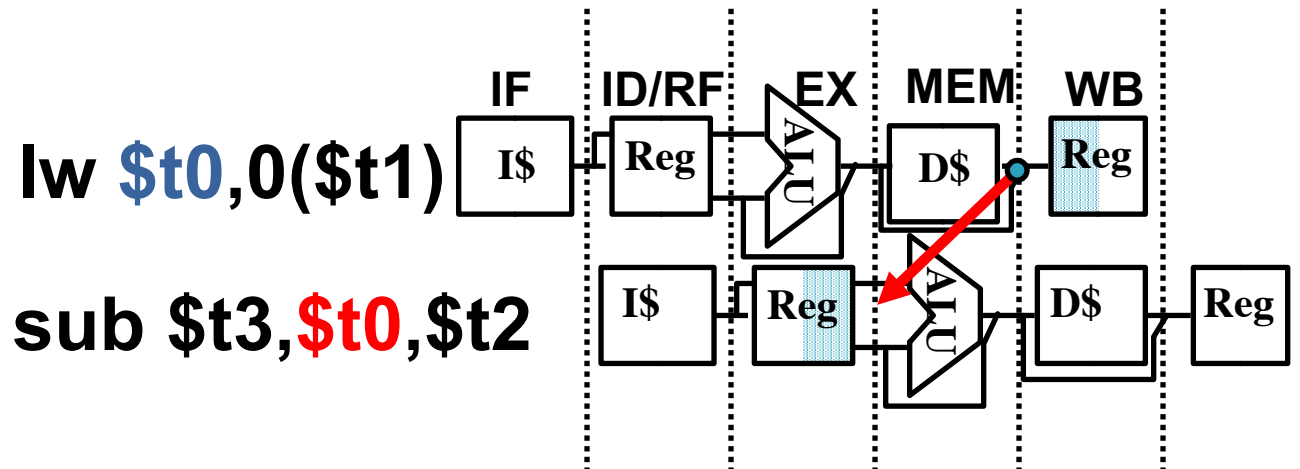 IF ID/RF EX MEM WB
lw $t0,0($t1) I$ Reg ALU D$ Reg
sub $t3,$t0,$t2 I$ Reg ALU D$ Reg